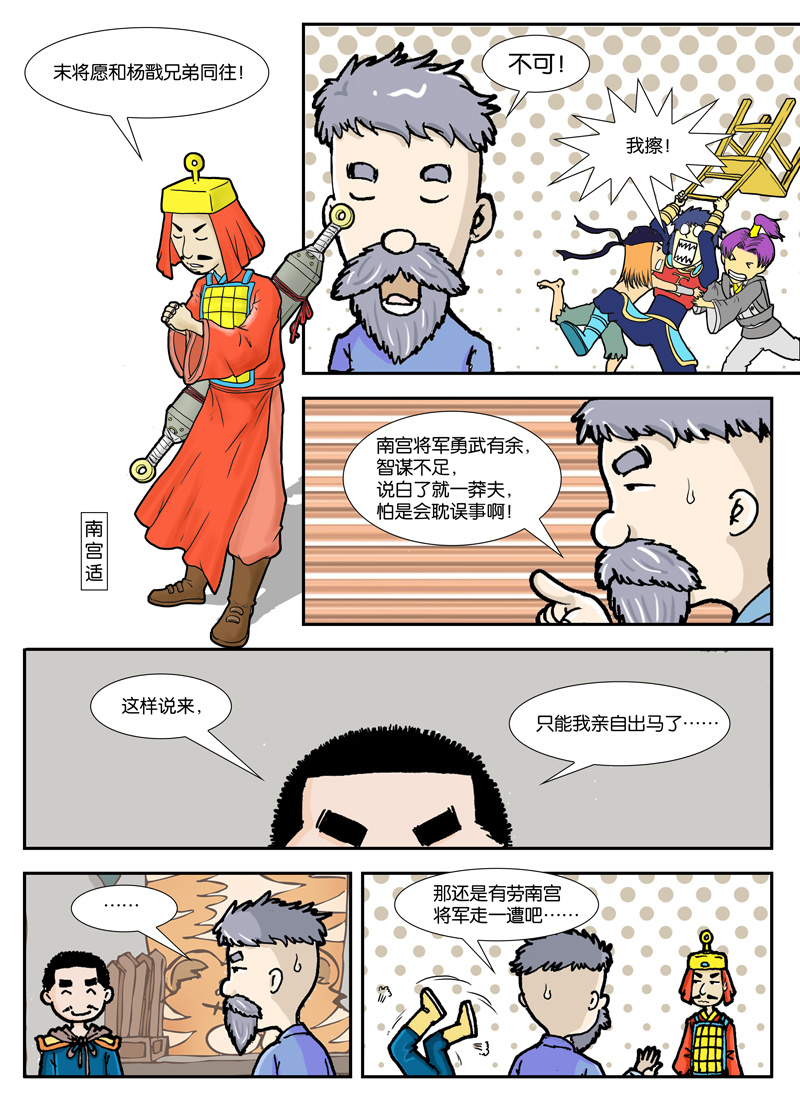 末将愿和杨戬兄弟同往！
不可！
我擦！
南宫适
南宫将军勇武有余，
智谋不足，
说白了就一莽夫，
怕是会耽误事啊！
这样说来，
只能我亲自出马了……
……
那还是有劳南宫
将军走一遭吧……